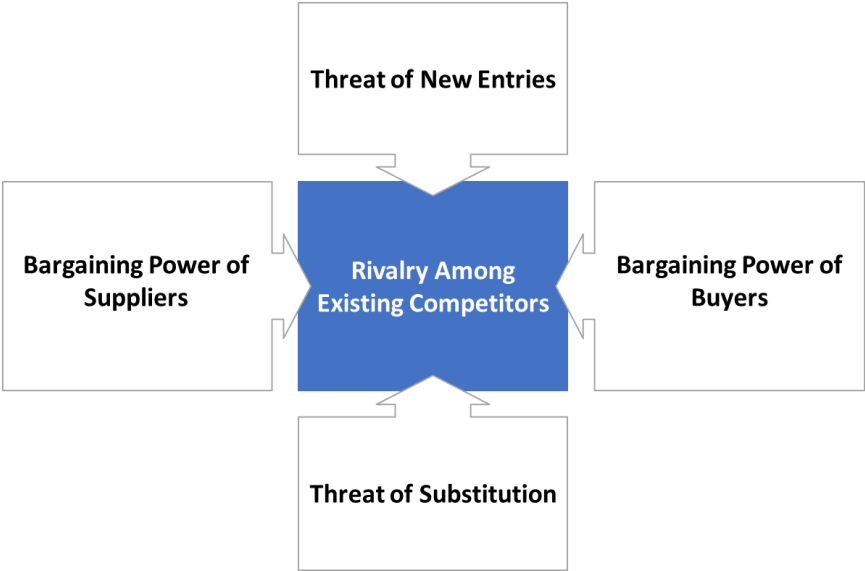 Threat of New Entries
Bargaining Power of
Suppliers
Rivalry Among
Existing Competitors
Bargaining Power of
Buyers
Threat of Substitution